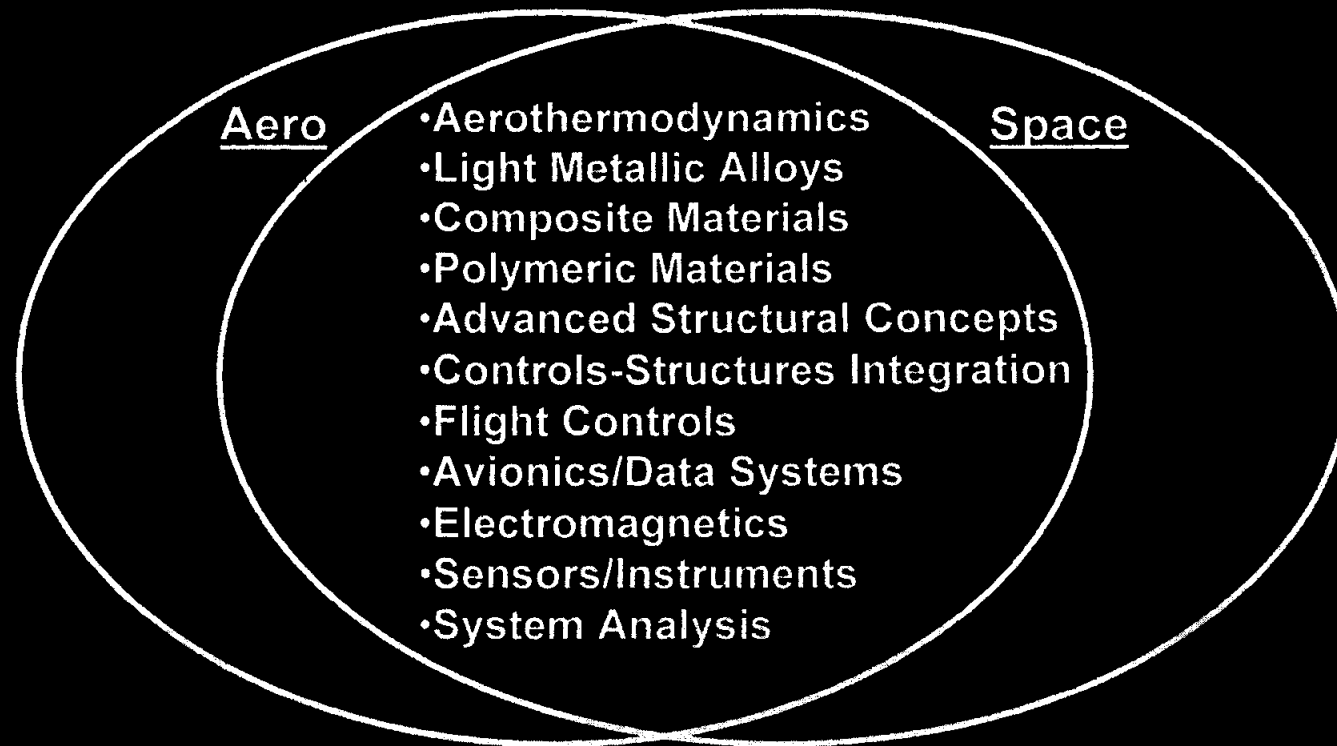 Aero
Space
•Aerothermodynamics
•Light Metallic Alloys
•Composite Materials
•Polymeric Materials
•Advanced Structural Concepts
•Controls-Structures Integration
•Flight Controls
•Avionics/Data Systems
•Electromagnetics
•Sensors/Instruments
•System Analysis